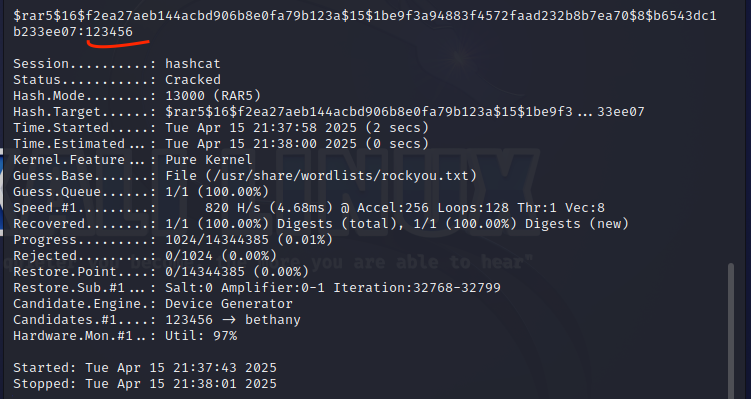 $rar5$16$f2ea27aeb144acbd906b8e0fa79b123a$15$1be9f3a94883f4572faad232b8b7ea70$8$b6543dc1
b233ee07:123456
Session..........: hashcat
Status...........: Cracked
Hash.Mode........: 13000 (RAR5)
Hash.Target......: $rar5$16$f2ea27aeb144acbd906b8e0fa79b123a$15$1be9f3...33ee07
Time.Started.....: Tue Apr 15 21:37:58 2025 (2 secs)
Time.Estimated...: Tue Apr 15 21:38:00 2025 (0 secs)
Kernel.Feature...: Pure Kernel
Guess.Base.......: File (/usr/share/wordlists/rockyou.txt)
Guess.Queue......: 1/1 (100.00%)
Speed.#1.........:      820 H/s (4.68ms) @ Accel:256 Loops:128 Thr:1 Vec:8
Recovered........: 1/1 (100.00%) Digests (total), 1/1 (100.00%) Digests (new)
Progress.........: 1024/14344385 (0.01%)
Rejected.........: 0/1024 (0.00%)
Restore.Point....: 0/14344385 (0.00%)
Restore.Sub.#1...: Salt:0 Amplifier:0-1 Iteration:32768-32799
Candidate.Engine.: Device Generator
Candidates.#1....: 123456 -> bethany
Hardware.Mon.#1..: Util: 97%
Started: Tue Apr 15 21:37:43 2025
Stopped: Tue Apr 15 21:38:01 2025
you are able to hear"